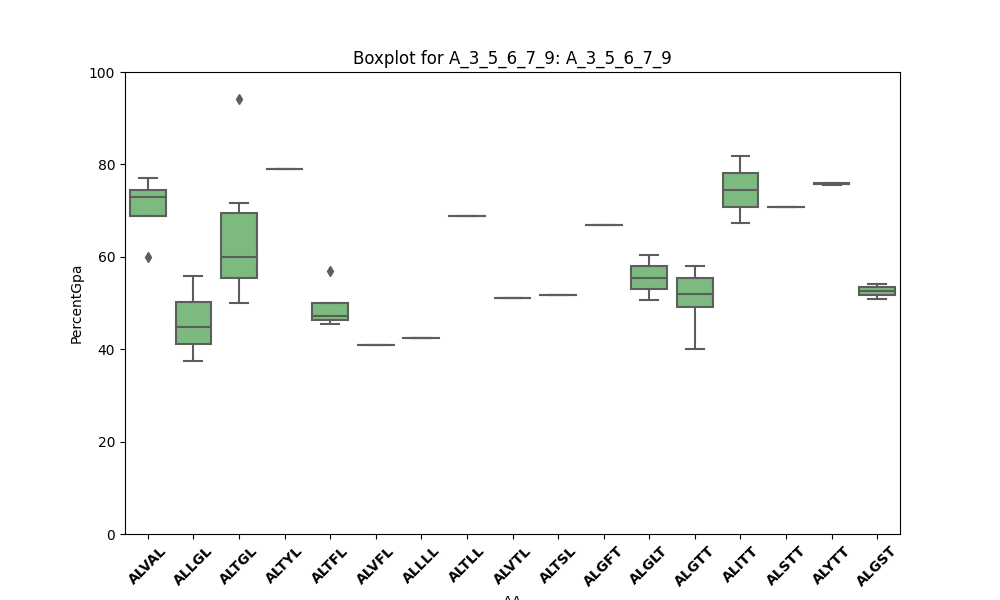 Boxplot for A_3_5_6_7_9: A_3_5_6_7_9
100
80
60
40
20
0
PercentGpa
ALVAL
ALLGL
ALTGL
ALTYL
ALTFL
ALVFL
ALLLL
ALTLL
ALVTL
ALTSL
ALGFT
ALGLT
ALGTT
ALITT
ALSTT
ALYTT
ALGST